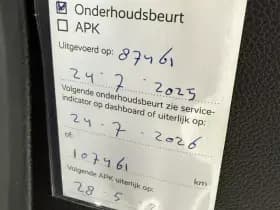 Onderhoudsbeurt
APK
Uitgevoerd op: 87461
24 . 7 . 2025
Volgende onderhoudsbeurt zie service-
indicator op dashboard of uiterlijk op:
24 . 7 . 2026
of:
107461 km
Volgende APK uiterlijk op:
28 5